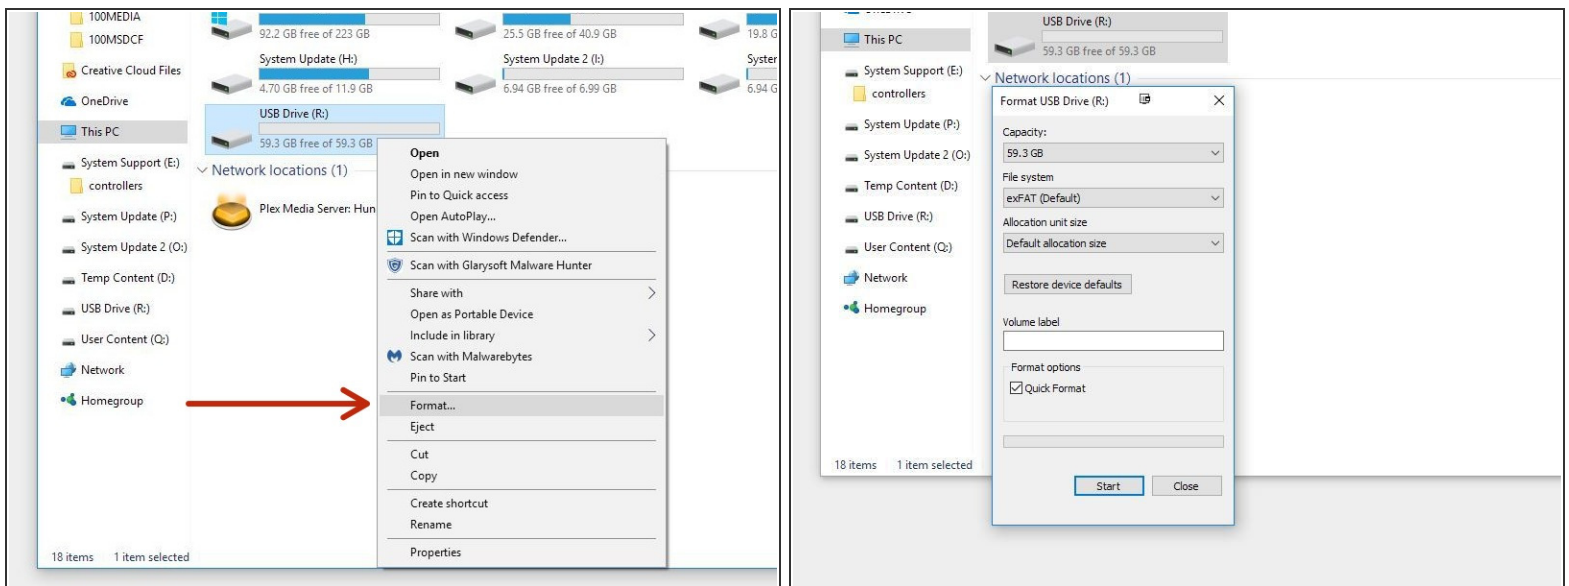 100MEDIA
100MSDCF
Creative Cloud Files
OneDrive
This PC
System Support (E:)
controllers
System Update (P:)
System Update 2 (O:)
Temp Content (D:)
USB Drive (R:)
User Content (Q:)
Network
Homegroup
18 items 1 item selected
92.2 GB free of 223 GB
25.5 GB free of 40.9 GB
19.8 G
System Update (H:)
System Update 2 (I:)
Syster
4.70 GB free of 11.9 GB
6.94 GB free of 6.99 GB
6.94 G
USB Drive (R:)
59.3 GB free of 59.3 GB
Network locations (1)
Plex Media Server: Hun
Open
Open in new window
Pin to Quick access
Open AutoPlay...
Scan with Windows Defender...
Scan with Glarysoft Malware Hunter
Share with
Open as Portable Device
Include in library
Scan with Malwarebytes
Pin to Start
Format...
Eject
Cut
Copy
Create shortcut
Rename
Properties
This PC
System Support (E:)
controllers
System Update (P:)
System Update 2 (O:)
Temp Content (D:)
USB Drive (R:)
User Content (Q:)
Network
Homegroup
18 items 1 item selected
USB Drive (R:)
59.3 GB free of 59.3 GB
Network locations (1)
Format USB Drive (R:)
Capacity:
59.3 GB
File system
exFAT (Default)
Allocation unit size
Default allocation size
Restore device defaults
Volume label
Format options
Quick Format
Start Close